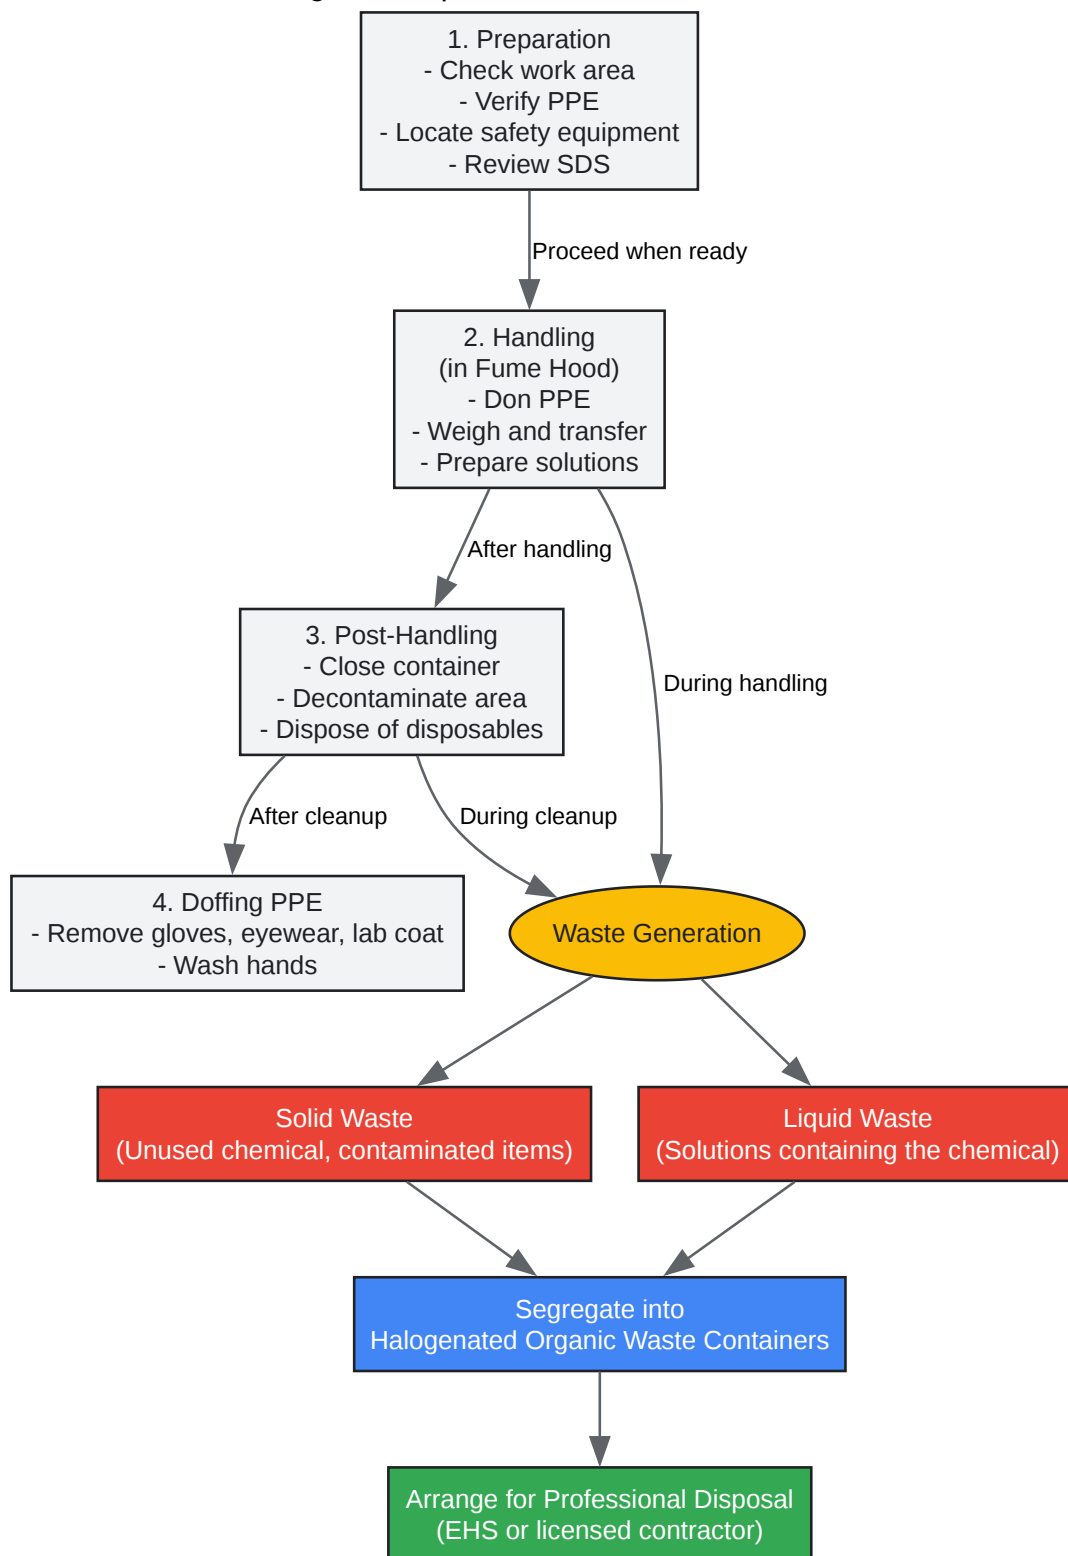 1. Preparation
- Check work area
- Verify PPE
- Locate safety equipment
- Review SDS
Proceed when ready
2. Handling
(in Fume Hood)
- Don PPE
- Weigh and transfer
- Prepare solutions
After handling
During handling
3. Post-Handling
- Close container
- Decontaminate area
- Dispose of disposables
After cleanup
During cleanup
4. Doffing PPE
- Remove gloves, eyewear, lab coat
- Wash hands
Waste Generation
Solid Waste
(Unused chemical, contaminated items)
Liquid Waste
(Solutions containing the chemical)
Segregate into
Halogenated Organic Waste Containers
Arrange for Professional Disposal
(EHS or licensed contractor)